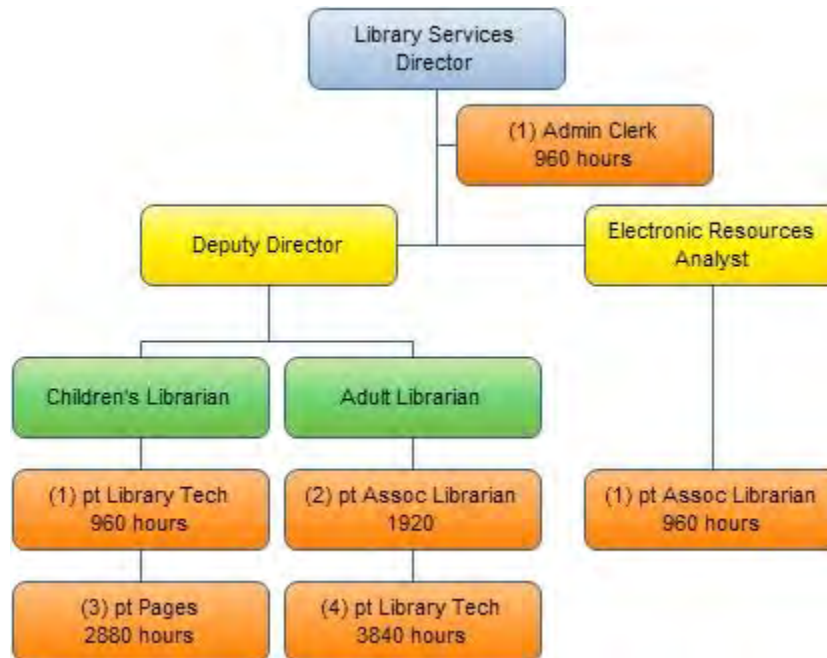 Library Services
Director
(1) Admin Clerk
960 hours
Deputy Director
Electronic Resources
Analyst
Children's Librarian
Adult Librarian
(1) pt Library Tech
960 hours
(2) pt Assoc Librarian
1920
(1) pt Assoc Librarian
960 hours
(3) pt Pages
2880 hours
(4) pt Library Tech
3840 hours